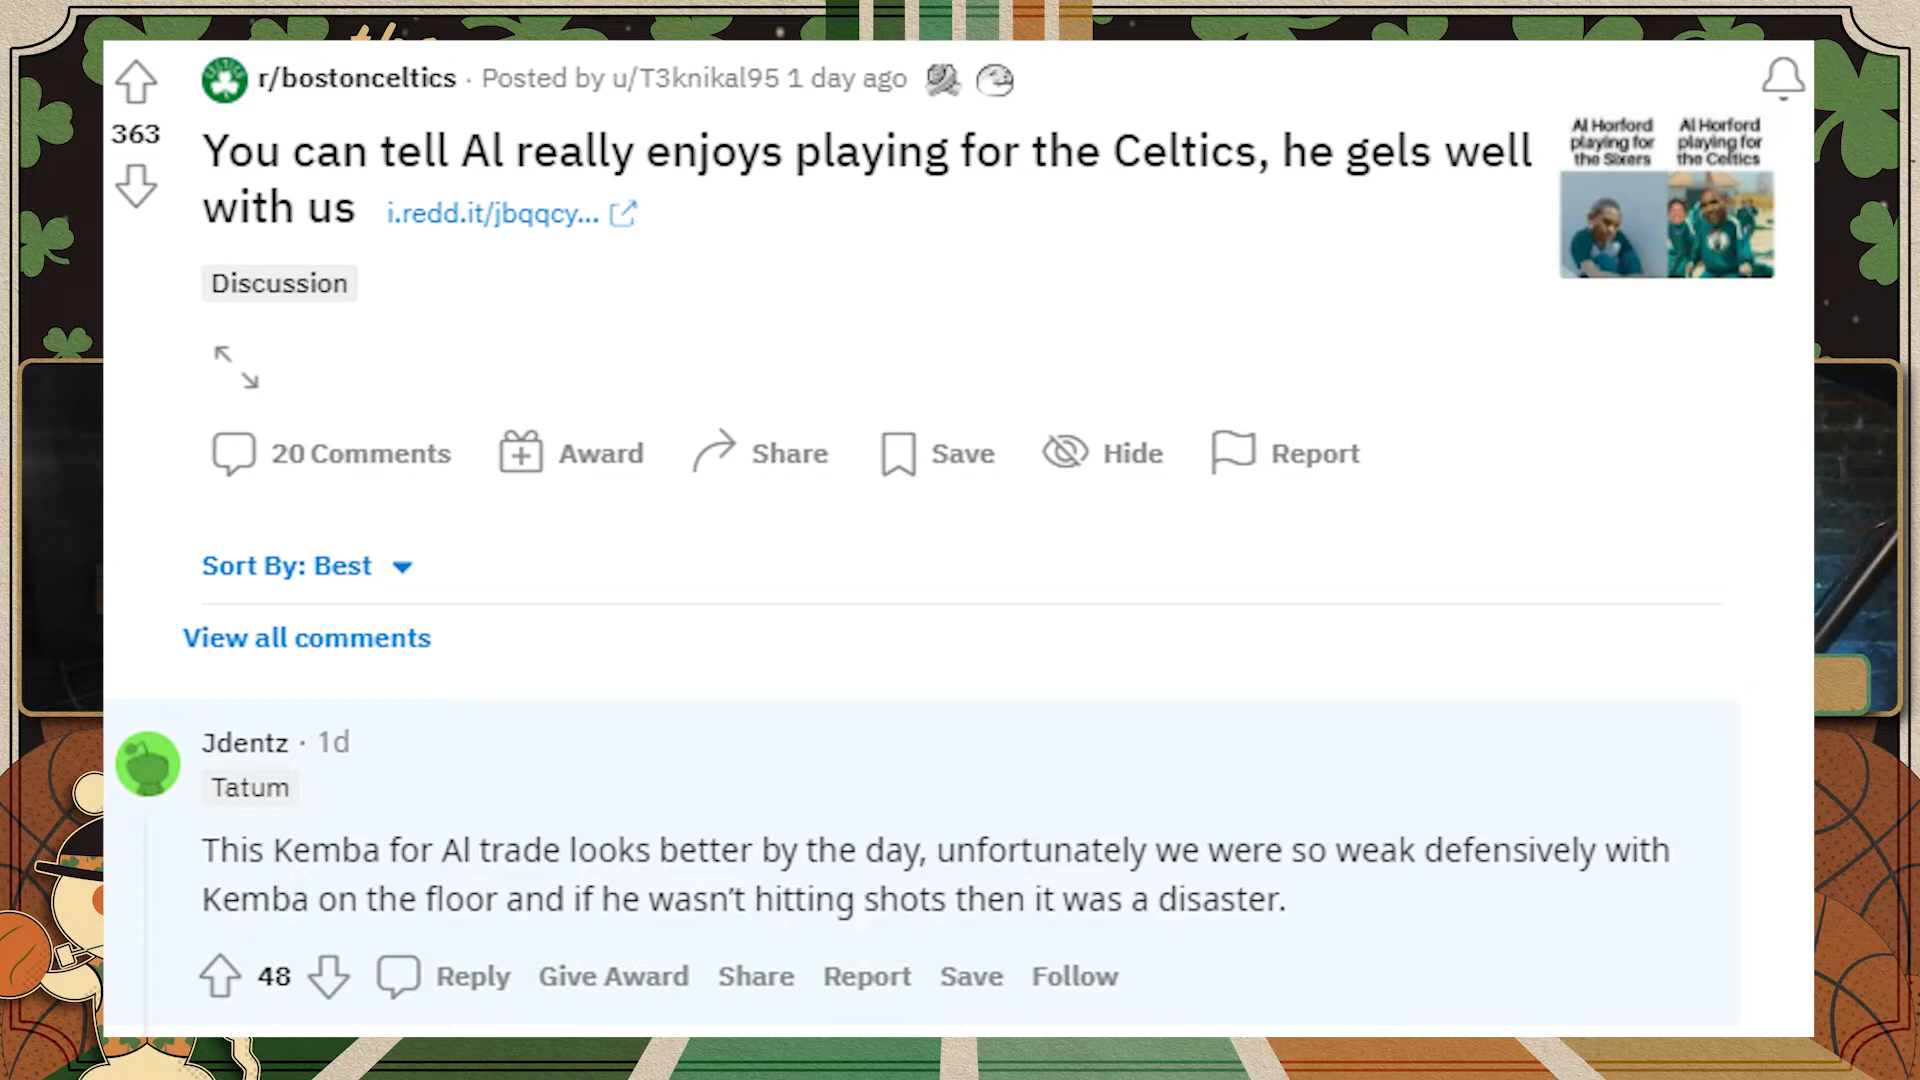 the
r/bostonceltics · Posted by u/T3knikal95 1 day ago
363
You can tell Al really enjoys playing for the Celtics, he gels well
with us i.redd.it/jbqqcy...
Al Horford playing for the Sixers
Al Horford playing for the Celtics
Discussion
20 Comments Award Share Save Hide Report
Sort By: Best
View all comments
Jdentz · 1d
Tatum
This Kemba for Al trade looks better by the day, unfortunately we were so weak defensively with
Kemba on the floor and if he wasn't hitting shots then it was a disaster.
48 Reply Give Award Share Report Save Follow